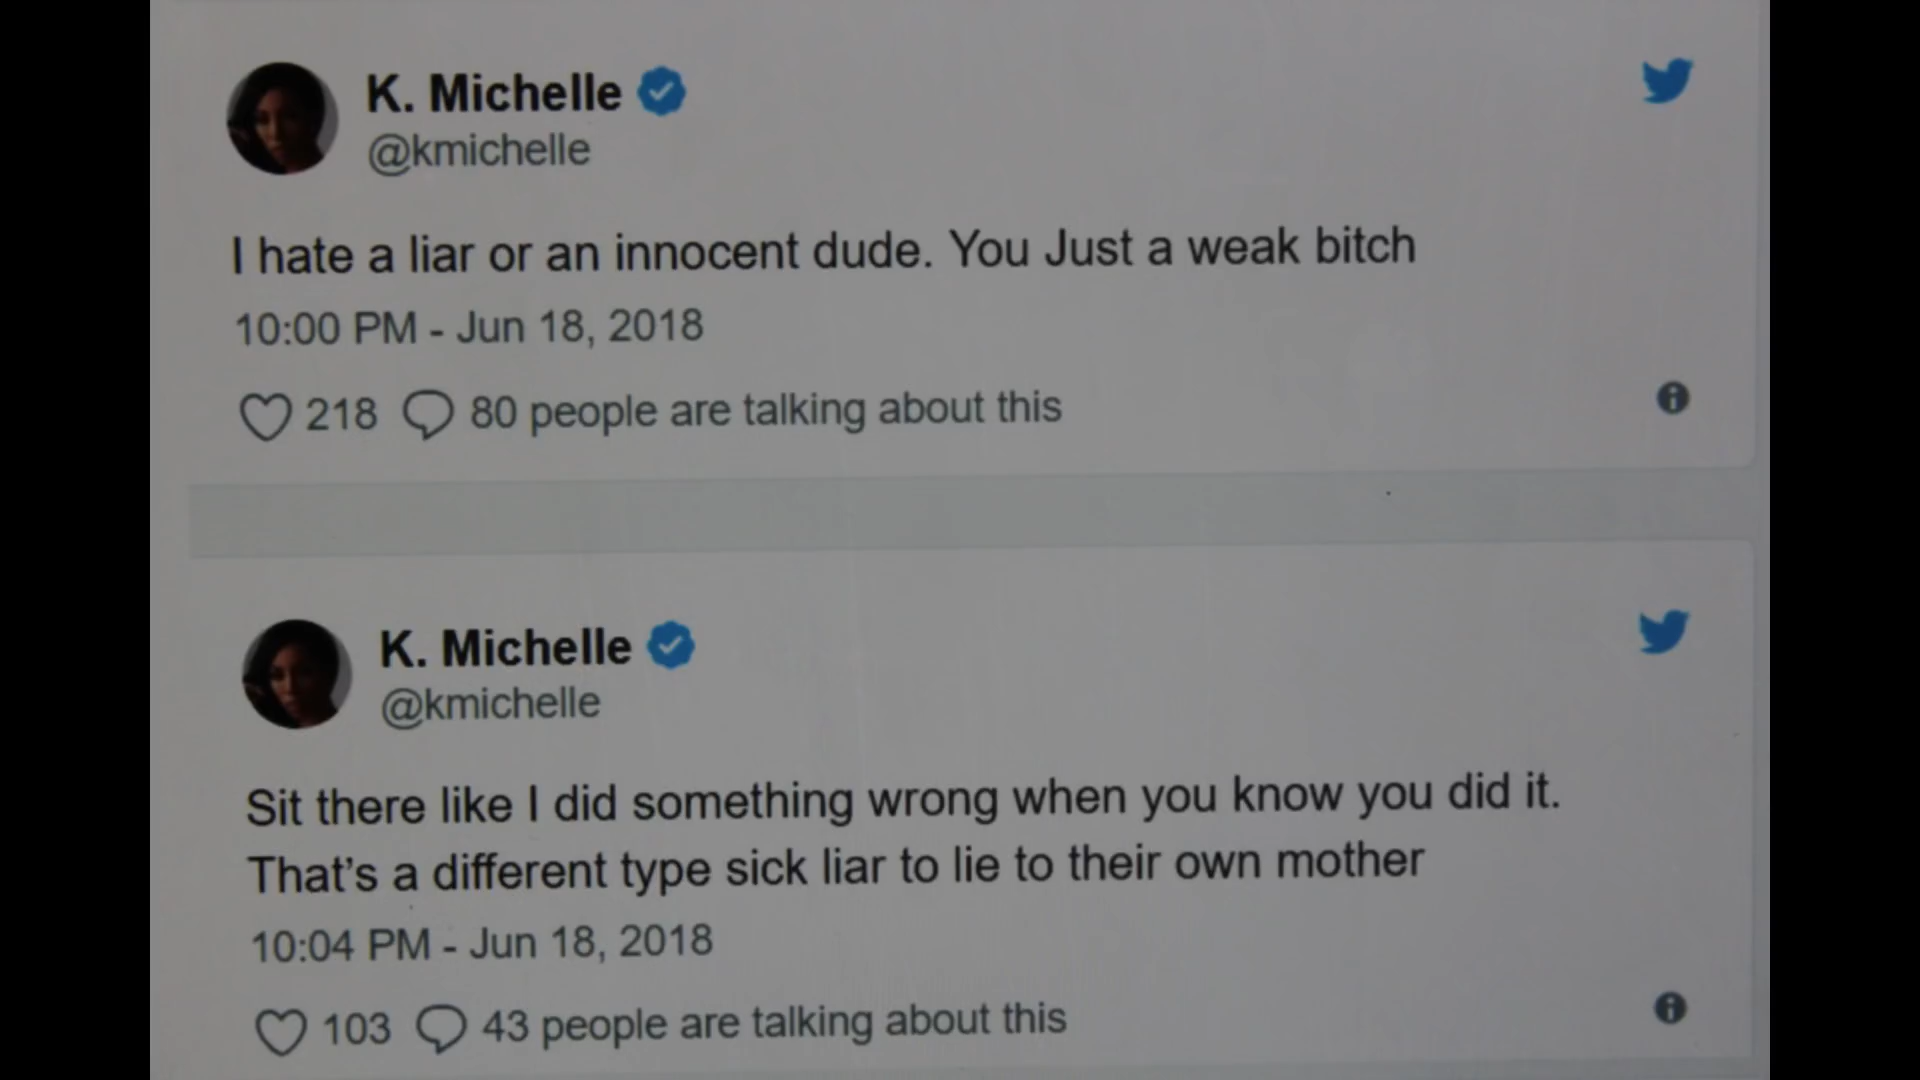 K. Michelle
@kmichelle
I hate a liar or an innocent dude. You Just a weak bitch
10:00 PM - Jun 18, 2018
218 80 people are talking about this
K. Michelle
@kmichelle
Sit there like I did something wrong when you know you did it.
That's a different type sick liar to lie to their own mother
10:04 PM - Jun 18, 2018
103 43 people are talking about this